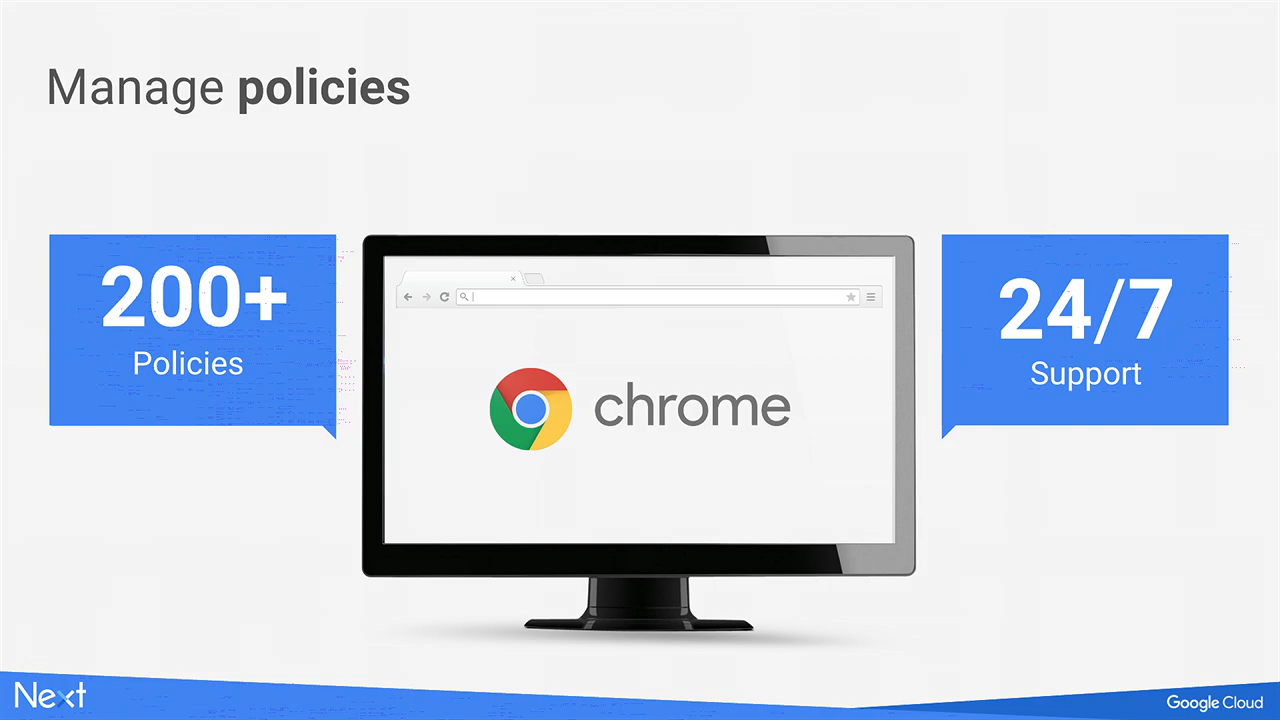 Manage policies
200+
Policies
chrome
24/7
Support
Next
Google Cloud